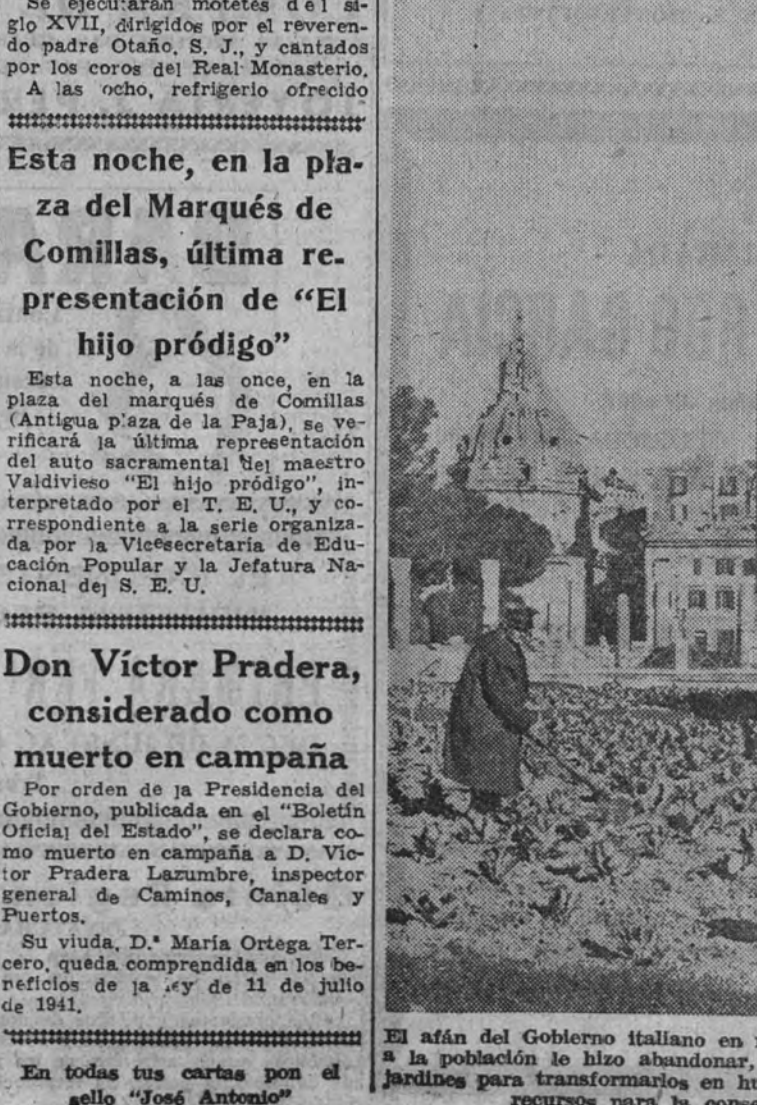 Se ejecutarán motetes del si-
glo XVII, dirigidos por el reveren-
do padre Otaño, S. J., y cantados
por los coros del Real Monasterio.
A las ocho, refrigerio ofrecido
Esta noche, en la pla-
za del Marqués de
Comillas, última re-
presentación de “El
hijo pródigo”
Esta noche, a las once, en la
plaza del marqués de Comillas
(Antigua plaza de la Paja), se ve-
rificará la última representación
del auto sacramental del maestro
Valdivieso “El hijo pródigo”, in-
terpretado por el T. E. U., y co-
rrespondiente a la serie organiza-
da por la Vicesecretaría de Edu-
cación Popular y la Jefatura Na-
cional del S. E. U.
Don Víctor Pradera,
considerado como
muerto en campaña
Por orden de la Presidencia del
Gobierno, publicada en el “Boletín
Oficial del Estado”, se declara co-
mo muerto en campaña a D. Víc-
tor Pradera Lazumbre, inspector
general de Caminos, Canales y
Puertos.
Su viuda, D.ª María Ortega Ter-
cero, queda comprendida en los be-
neficios de la ley de 11 de julio
de 1941.
En todas tus cartas pon el
sello “José Antonio”
El afán del Gobierno italiano en
a la población le hizo abandonar,
jardines para transformarlos en
recursos para la